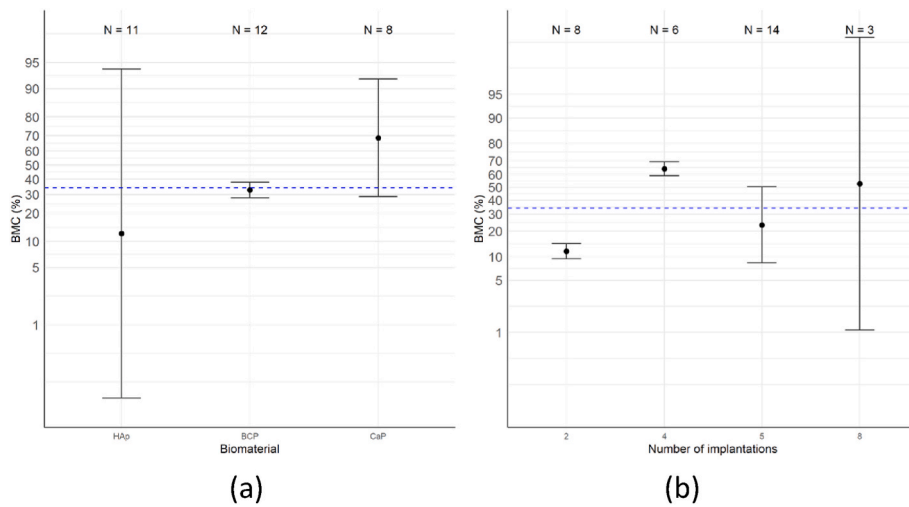 N = 11 N = 12 N = 8
95
90
80
70
60
50
40
30
20
10
5
1
BMC (%)
HAp BCP CaP
Biomaterial
(a)
N = 8 N = 6 N = 14 N = 3
95
90
80
70
60
50
40
30
20
10
5
1
BMC (%)
2 4 5 8
Number of implantations
(b)